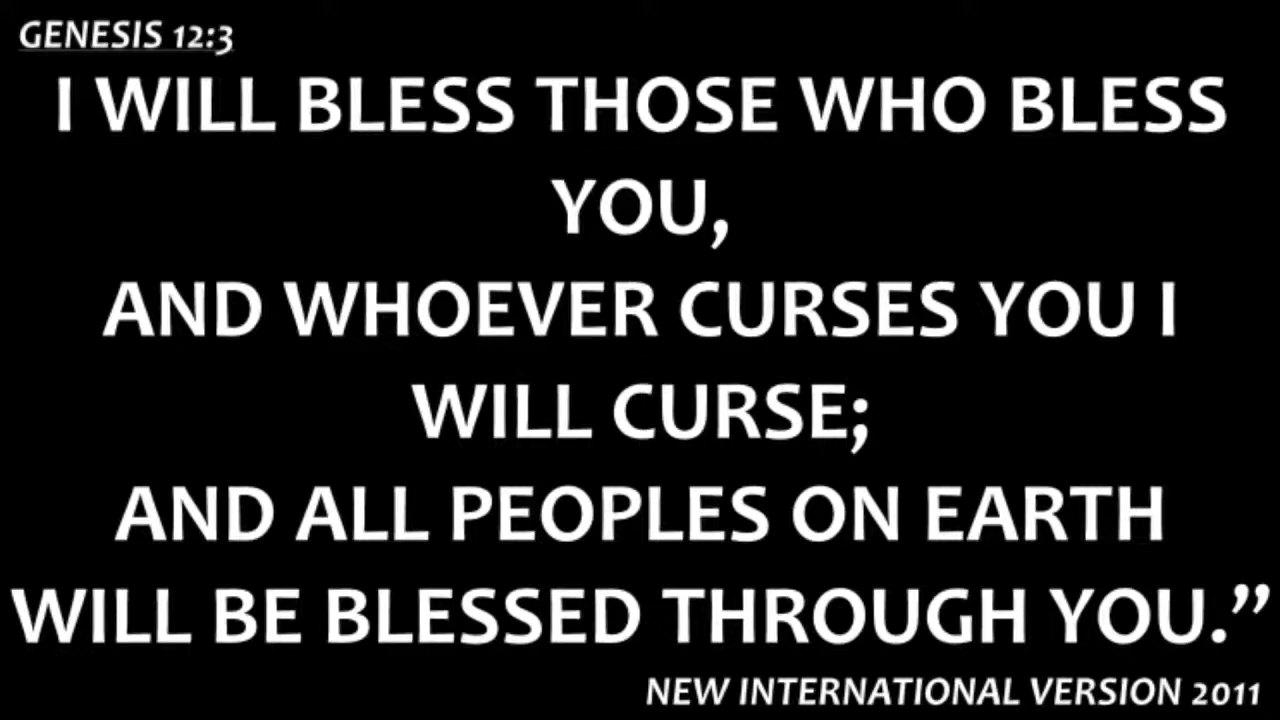 GENESIS 12:3
I WILL BLESS THOSE WHO BLESS
YOU,
AND WHOEVER CURSES YOU I
WILL CURSE;
AND ALL PEOPLES ON EARTH
WILL BE BLESSED THROUGH YOU.”
NEW INTERNATIONAL VERSION 2011